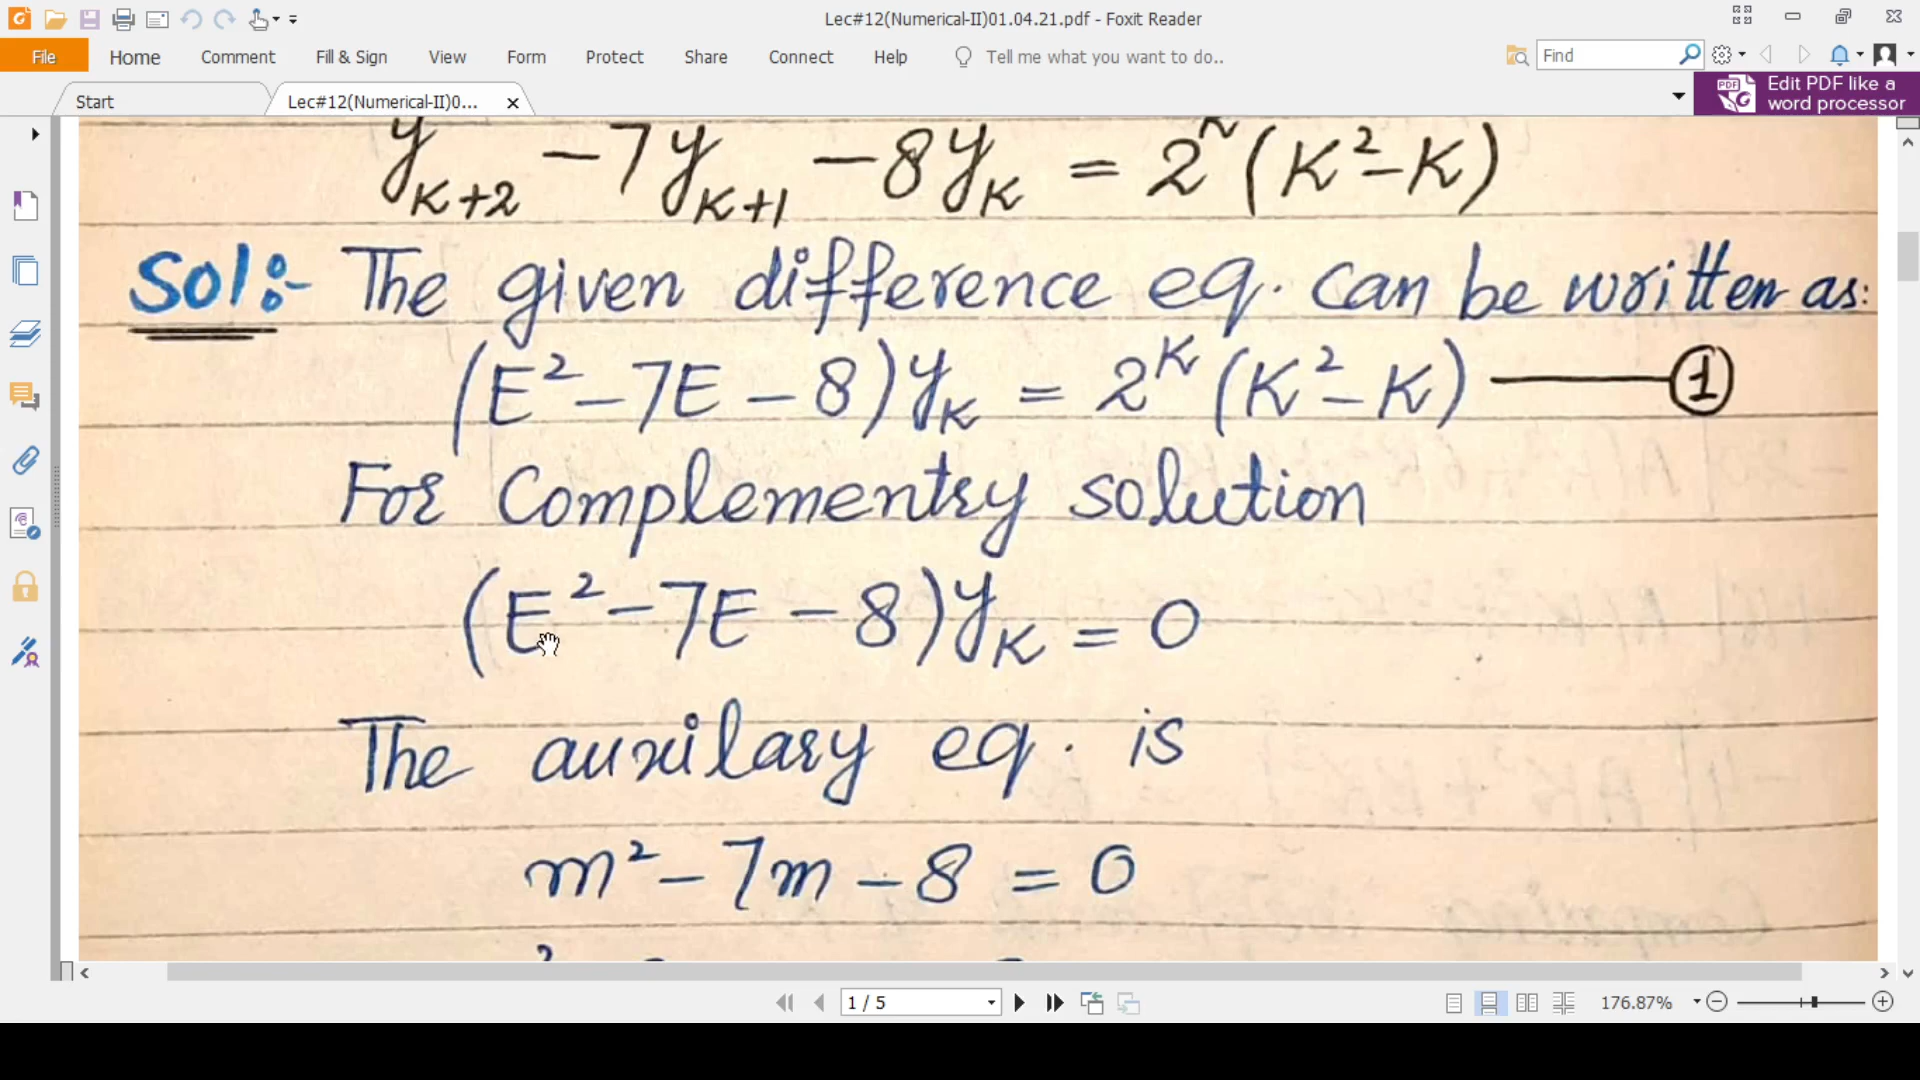 Lec#12(Numerical-II)01.04.21.pdf - Foxit Reader
File Home Comment Fill & Sign View Form Protect Share Connect Help Tell me what you want to do.. Find
Start Lec#12(Numerical-II)0... Edit PDF like a
word processor
y_{K+2} - 7y_{K+1} - 8y_K = 2^K (K² - K)
Sol:- The given difference eq. can be written as:
(E² - 7E - 8) y_K = 2^K (K² - K) ——— ①
For Complementry solution
(E² - 7E - 8) y_K = 0
The auxilary eq. is
m² - 7m - 8 = 0
1 / 5 176.87%